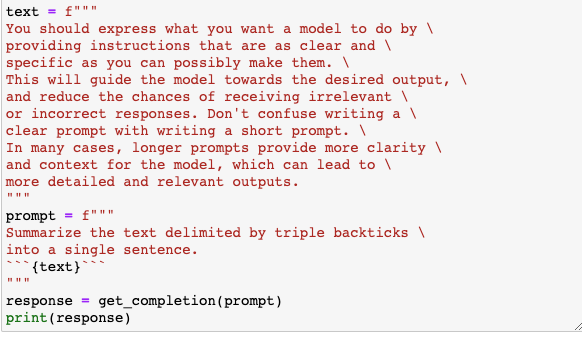 text = f"""
You should express what you want a model to do by \
providing instructions that are as clear and \
specific as you can possibly make them. \
This will guide the model towards the desired output, \
and reduce the chances of receiving irrelevant \
or incorrect responses. Don't confuse writing a \
clear prompt with writing a short prompt. \
In many cases, longer prompts provide more clarity \
and context for the model, which can lead to \
more detailed and relevant outputs.
"""
prompt = f"""
Summarize the text delimited by triple backticks \
into a single sentence.
```{text}```
"""
response = get_completion(prompt)
print(response)